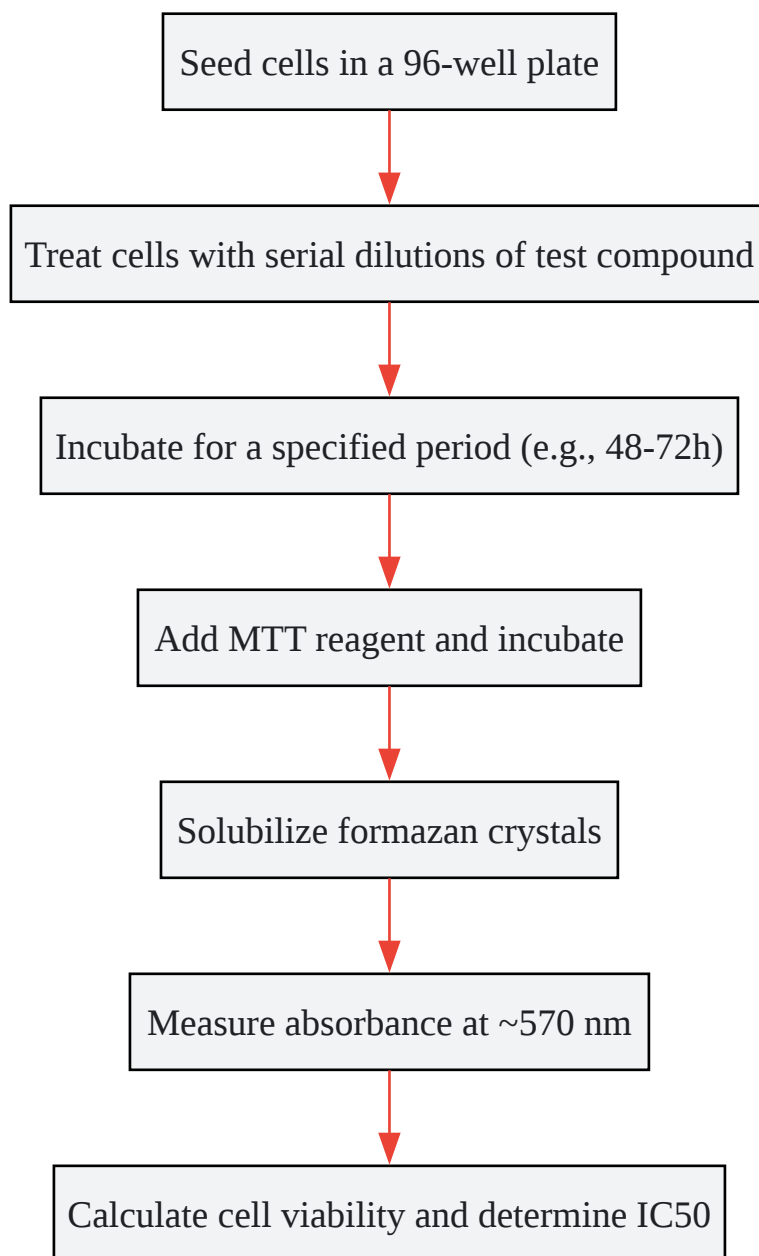 Seed cells in a 96-well plate
Treat cells with serial dilutions of test compound
Incubate for a specified period (e.g., 48-72h)
Add MTT reagent and incubate
Solubilize formazan crystals
Measure absorbance at ~570 nm
Calculate cell viability and determine IC50